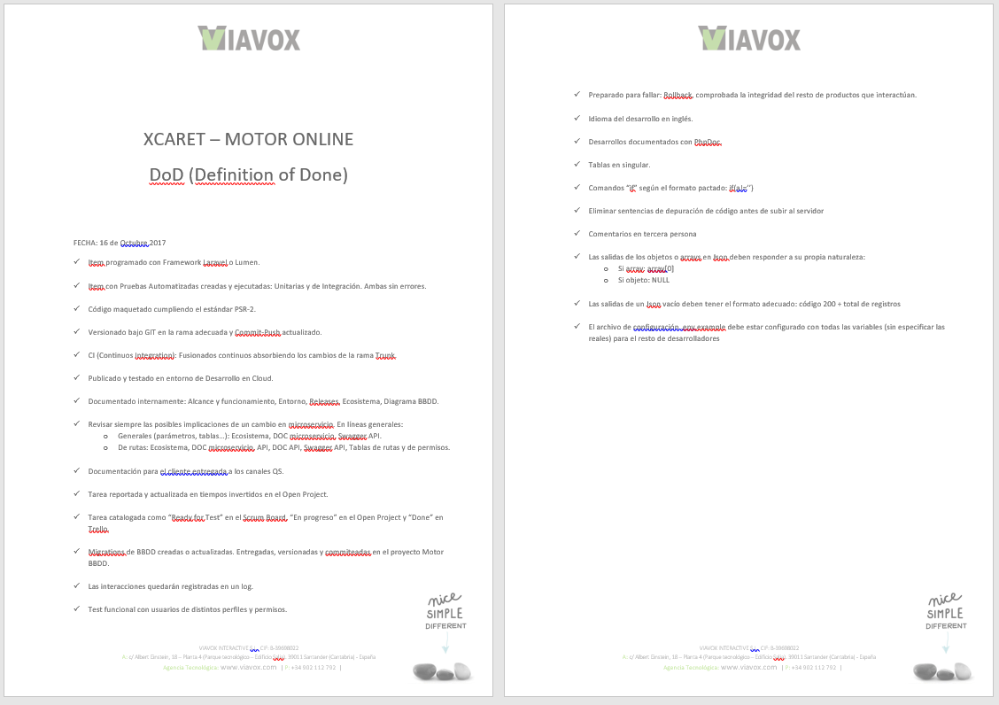 VIAVOX
XCARET – MOTOR ONLINE
DoD (Definition of Done)
FECHA: 16 de Octubre 2017
✓ Item programado con Framework Laravel o Lumen.
✓ Item con Pruebas Automatizadas creadas y ejecutadas: Unitarias y de Integración. Ambas sin errores.
✓ Código maquetado cumpliendo el estándar PSR-2.
✓ Versionado bajo GIT en la rama adecuada y Commit-Push actualizado.
✓ CI (Continuos Integration): Fusionados continuos absorbiendo los cambios de la rama Trunk.
✓ Publicado y testado en entorno de Desarrollo en Cloud.
✓ Documentado internamente: Alcance y funcionamiento, Entorno, Releases, Ecosistema, Diagrama BBDD.
✓ Revisar siempre las posibles implicaciones de un cambio en microservicio. En líneas generales:
o Generales (parámetros, tablas…): Ecosistema, DOC microservicio, Swagger API.
o De rutas: Ecosistema, DOC microservicio, API, DOC API, Swagger API, Tablas de rutas y de permisos.
✓ Documentación para el cliente entregada a los canales QS.
✓ Tarea reportada y actualizada en tiempos invertidos en el Open Project.
✓ Tarea catalogada como “Ready for Test” en el Scrum Board, “En progreso” en el Open Project y “Done” en
Trello.
✓ Migrations de BBDD creadas o actualizadas. Entregadas, versionadas y commiteadas en el proyecto Motor
BBDD.
✓ Las interacciones quedarán registradas en un log.
✓ Test funcional con usuarios de distintos perfiles y permisos.
nice
SIMPLE
DIFFERENT
VIAVOX INTERACTIVE S.L. CIF: B-39698022
A: c/ Albert Einstein, 18 – Planta 4 (Parque tecnológico – Edificio Solia). 39011 Santander (Cantabria) - España
Agencia Tecnológica: www.viavox.com | P: +34 902 112 792 |
VIAVOX
✓ Preparado para fallar: Rollback, comprobada la integridad del resto de productos que interactúan.
✓ Idioma del desarrollo en inglés.
✓ Desarrollos documentados con PhpDoc.
✓ Tablas en singular.
✓ Comandos “if” según el formato pactado: if(a!='')
✓ Eliminar sentencias de depuración de código antes de subir al servidor
✓ Comentarios en tercera persona
✓ Las salidas de los objetos o arrays en Json deben responder a su propia naturaleza:
o Si array: array[0]
o Si objeto: NULL
✓ Las salidas de un Json vacío deben tener el formato adecuado: código 200 + total de registros
✓ El archivo de configuración .env.example debe estar configurado con todas las variables (sin especificar las
reales) para el resto de desarrolladores
nice
SIMPLE
DIFFERENT
VIAVOX INTERACTIVE S.L. CIF: B-39698022
A: c/ Albert Einstein, 18 – Planta 4 (Parque tecnológico – Edificio Solia). 39011 Santander (Cantabria) - España
Agencia Tecnológica: www.viavox.com | P: +34 902 112 792 |